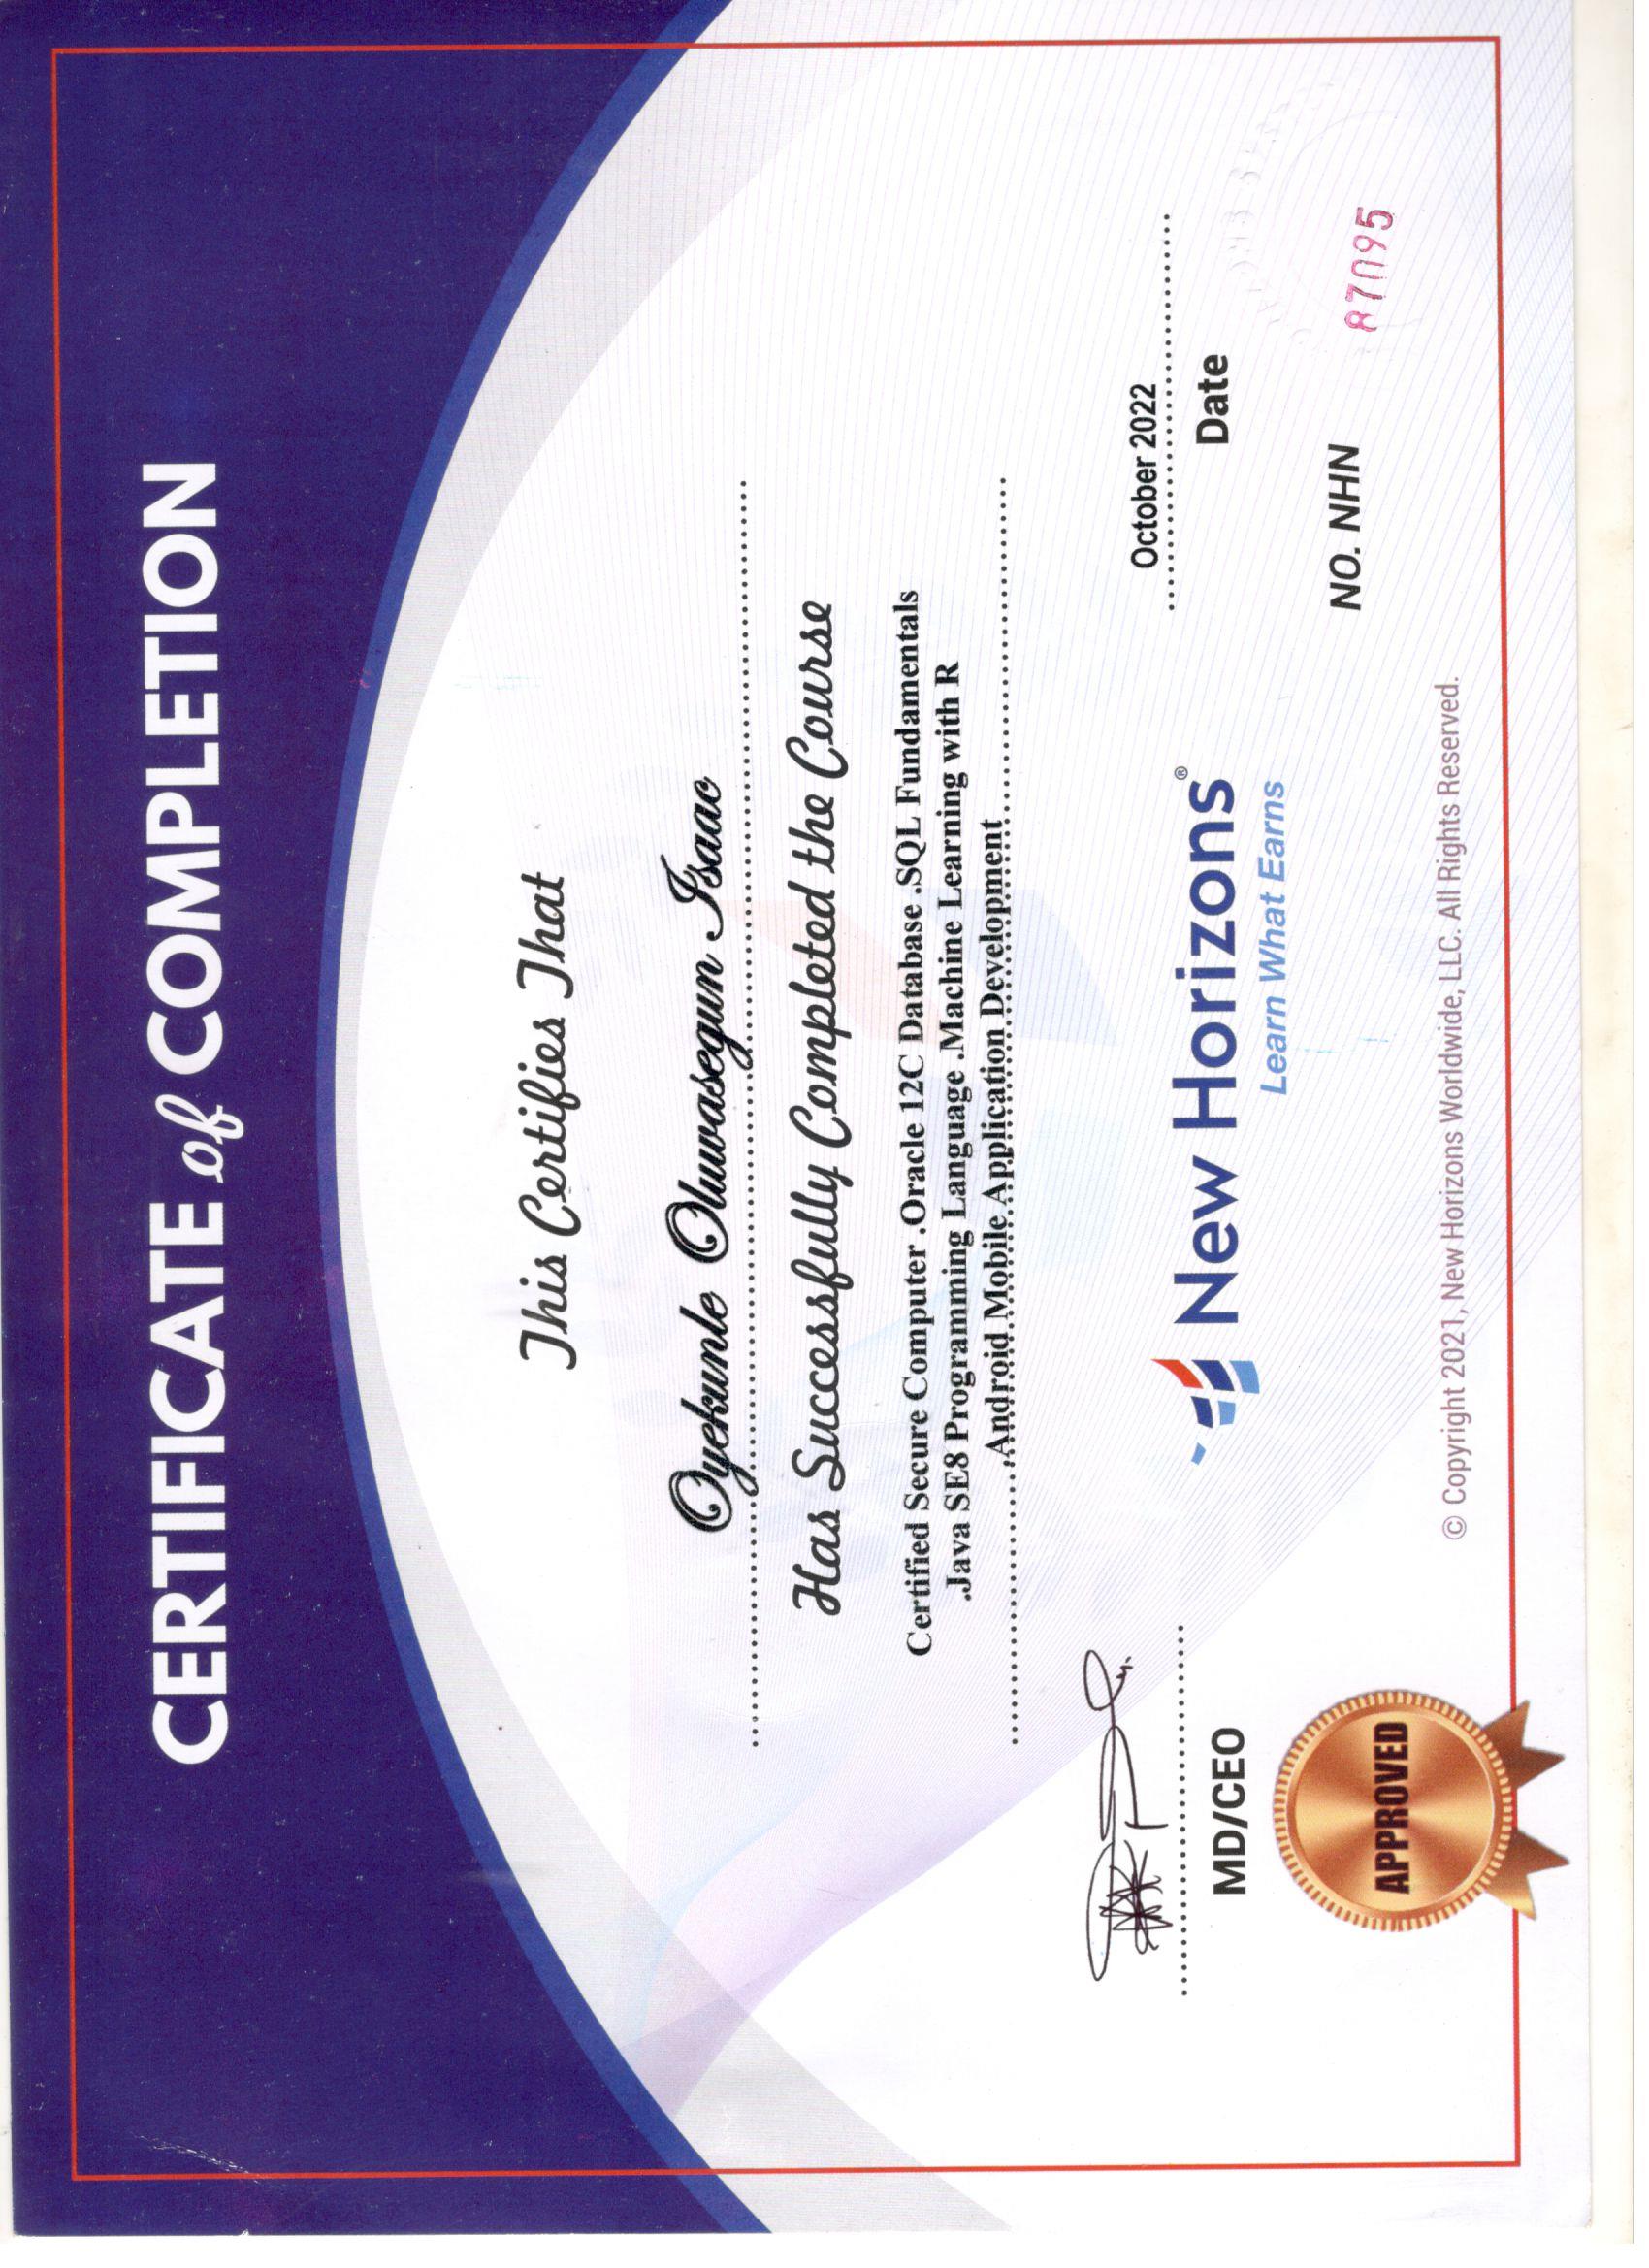 CERTIFICATE of COMPLETION
This Certifies That
Oyekunle Oluwasegun Isaac
Has Successfully Completed the Course
Certified Secure Computer .Oracle 12C Database .SQL Fundamentals
.Java SE8 Programming Language .Machine Learning with R
.Android Mobile Application Development
October 2022
MD/CEO
New Horizons®
Date
Learn What Earns
APPROVED
NO. NHN 87095
© Copyright 2021, New Horizons Worldwide, LLC. All Rights Reserved.